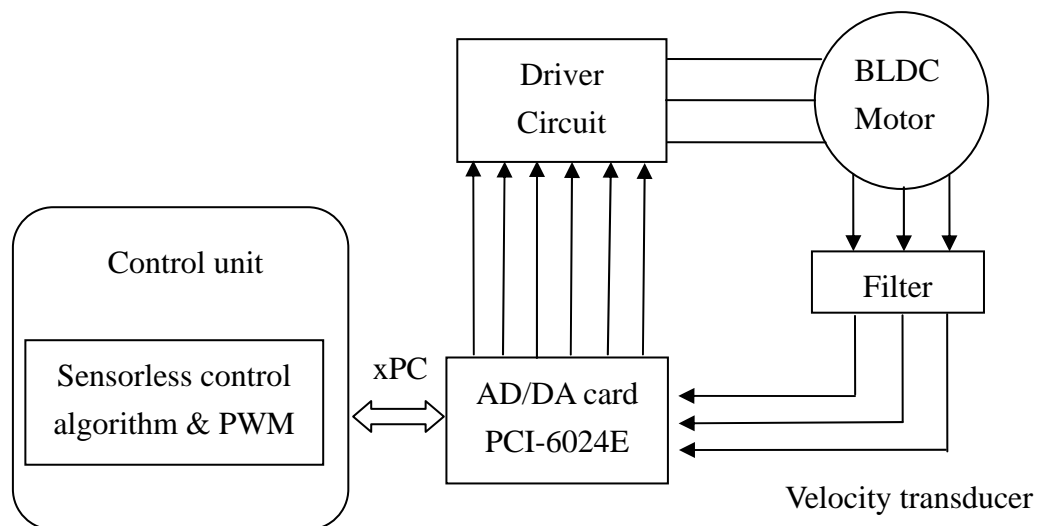 Driver
Circuit
BLDC
Motor
Control unit
Filter
Sensorless control
algorithm & PWM
xPC
AD/DA card
PCI-6024E
Velocity transducer